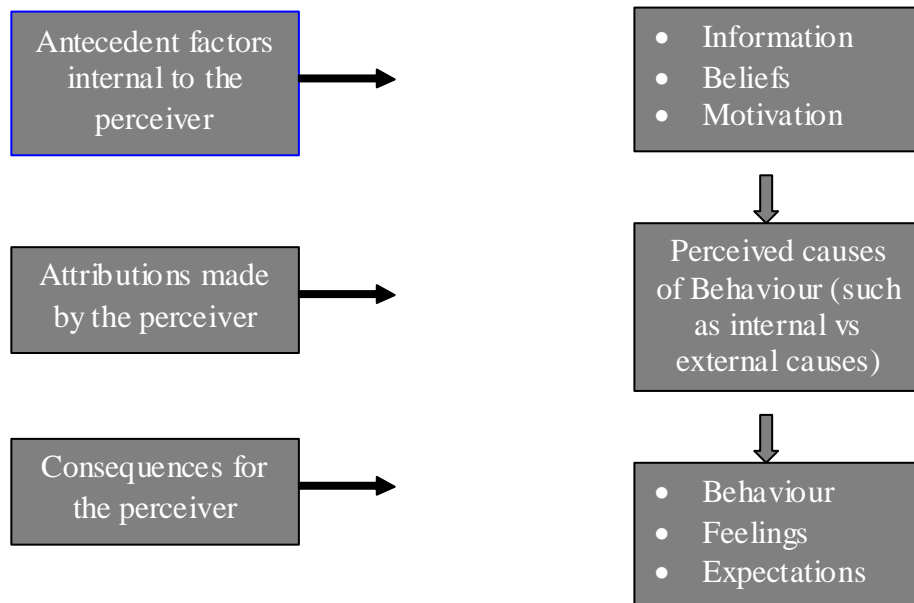 Antecedent factors
internal to the
perceiver
• Information
• Beliefs
• Motivation
Attributions made
by the perceiver
Perceived causes
of Behaviour (such
as internal vs
external causes)
Consequences for
the perceiver
• Behaviour
• Feelings
• Expectations